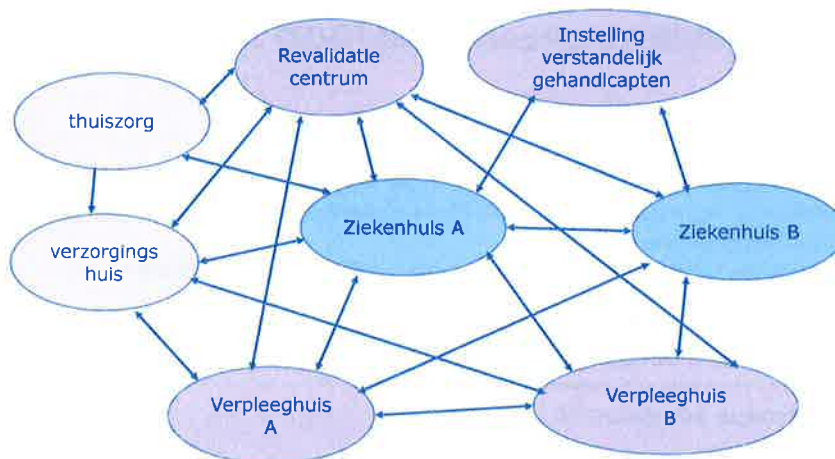 Revalidatie
centrum
Instelling
verstandelijk
gehandicapten
thuiszorg
Ziekenhuis A
Ziekenhuis B
verzorgings
huis
Verpleeghuis
A
Verpleeghuis
B